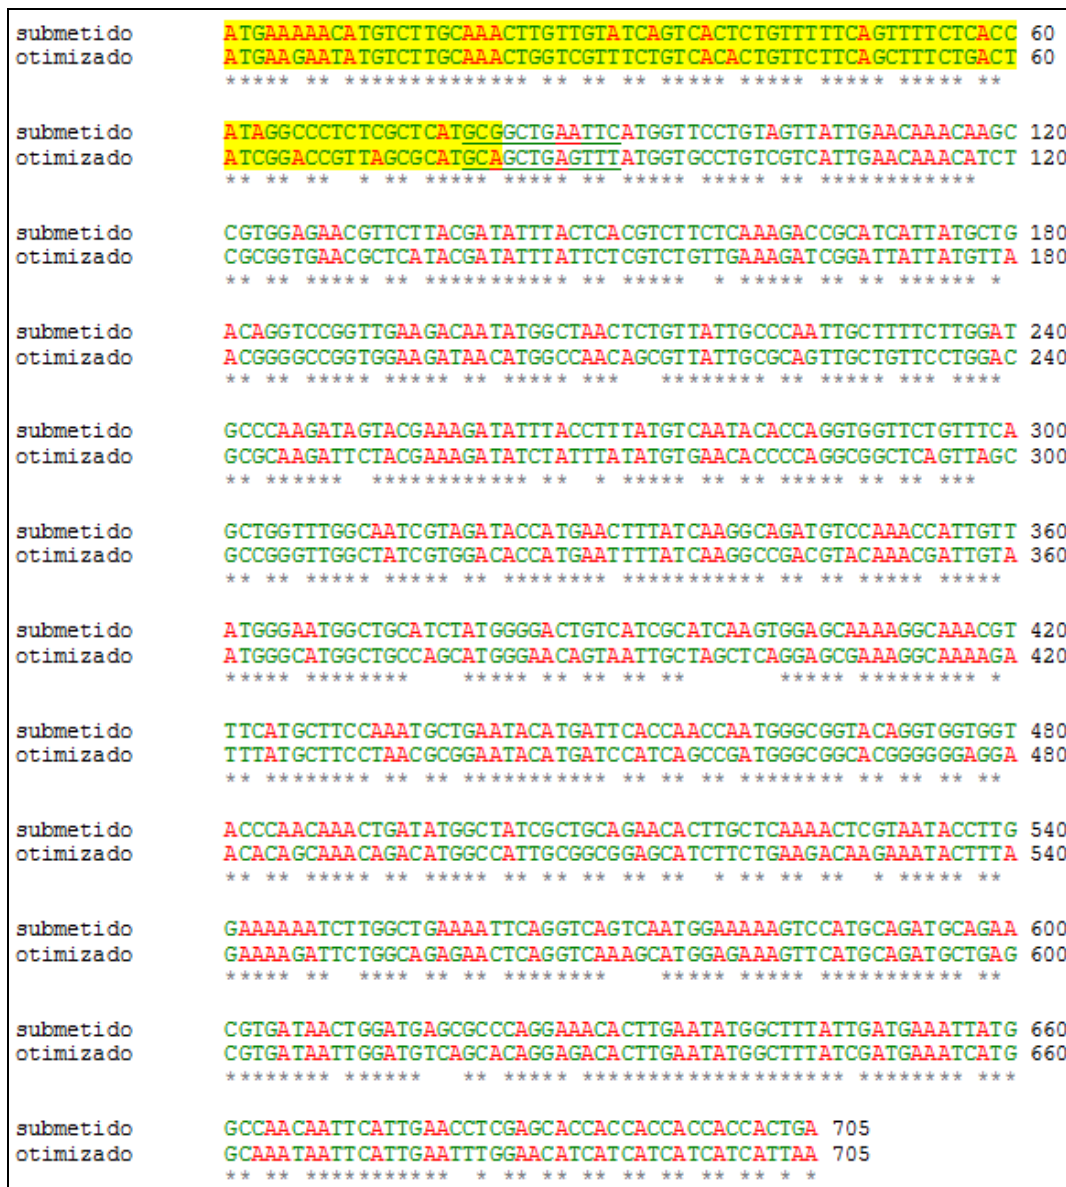 submetido ATGAAAAACATGTCTTGCAAACTTGTTGTATCAGTCACTCTGTTTTTCAGTTTTCTCACC 60
otimizado ATGAAGAATATGTCTTGCAAACTGGTCGTTTCTGTCACACTGTTCTTCAGCTTTCTGACT 60
***** ** ************** ** ** ** ***** ***** ***** ***** **
submetido ATAGGCCCTCTCGCTCATGCGGCTGAATTCATGGTTCCTGTAGTTATTGAACAAACAAGC 120
otimizado ATCGGACCGTTAGCGCATGCAGCTGAGTTTATGGTGCCTGTCGTCATTGAACAAACATCT 120
** ** ** * ** ***** ***** ** ***** ***** ** ************
submetido CGTGGAGAACGTTCTTACGATATTTACTCACGTCTTCTCAAAGACCGCATCATTATGCTG 180
otimizado CGCGGTGAACGCTCATACGATATTTATTCTCGTCTGTTGAAAGATCGGATTATTATGTTA 180
** ** ***** ** *********** ** ***** * ***** ** ** ****** *
submetido ACAGGTCCGGTTGAAGACAATATGGCTAACTCTGTTATTGCCCAATTGCTTTTCTTGGAT 240
otimizado ACGGGGCCGGTGGAAGATAACATGGCCAACAGCGTTATTGCGCAGTTGCTGTTCCTGGAC 240
** ** ***** ***** ** ***** *** ******** ** ***** *** ****
submetido GCCCAAGATAGTACGAAAGATATTTACCTTTATGTCAATACACCAGGTGGTTCTGTTTCA 300
otimizado GCGCAAGATTCTACGAAAGATATCTATTTATATGTGAACACCCCAGGCGGCTCAGTTAGC 300
** ****** ************ ** * ***** ** ** ***** ** ** ***
submetido GCTGGTTTGGCAATCGTAGATACCATGAACTTTATCAAGGCAGATGTCCAAACCATTGTT 360
otimizado GCCGGGTTGGCTATCGTGGACACCATGAATTTTATCAAGGCCGACGTACAAACGATTGTA 360
** ** ***** ***** ** ******** *********** ** ** ***** *****
submetido ATGGGAATGGCTGCATCTATGGGGACTGTCATCGCATCAAGTGGAGCAAAAGGCAAACGT 420
otimizado ATGGGCATGGCTGCCAGCATGGGAACAGTAATTGCTAGCTCAGGAGCGAAAGGCAAAAGA 420
***** ******** ***** ** ** ** ** ***** ********* *
submetido TTCATGCTTCCAAATGCTGAATACATGATTCACCAACCAATGGGCGGTACAGGTGGTGGT 480
otimizado TTTATGCTTCCTAACGCGGAATACATGATCCATCAGCCGATGGGCGGCACGGGGGGAGGA 480
** ******** ** ** *********** ** ** ** ******** ** ** ** **
submetido ACCCAACAAACTGATATGGCTATCGCTGCAGAACACTTGCTCAAAACTCGTAATACCTTG 540
otimizado ACACAGCAAACAGACATGGCCATTGCGGCGGAGCATCTTCTGAAGACAAGAAATACTTTA 540
** ** ***** ** ***** ** ** ** ** ** * ** ** ** * ***** **
submetido GAAAAAATCTTGGCTGAAAATTCAGGTCAGTCAATGGAAAAAGTCCATGCAGATGCAGAA 600
otimizado GAAAAGATTCTGGCAGAGAACTCAGGTCAAAGCATGGAGAAAGTTCATGCAGATGCTGAG 600
***** ** **** ** ** ******** ***** ***** *********** **
submetido CGTGATAACTGGATGAGCGCCCAGGAAACACTTGAATATGGCTTTATTGATGAAATTATG 660
otimizado CGTGATAATTGGATGTCAGCACAGGAGACACTTGAATATGGCTTTATCGATGAAATCATG 660
******** ****** ** ***** ******************** ******** ***
submetido GCCAACAATTCATTGAACCTCGAGCACCACCACCACCACCACTGA 705
otimizado GCAAATAATTCATTGAATTTGGAACATCATCATCATCATCATTAA 705
** ** *********** * ** ** ** ** ** ** ** * *